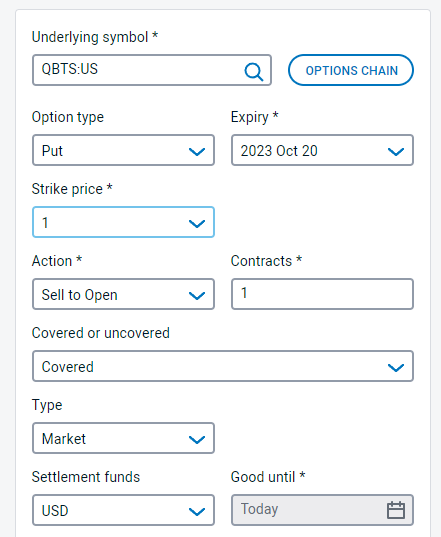 Underlying symbol *
QBTS:US
OPTIONS CHAIN
Option type
Expiry *
Put
2023 Oct 20
Strike price *
1
Action *
Contracts *
Sell to Open
1
Covered or uncovered
Covered
Type
Market
Settlement funds
Good until *
USD
Today